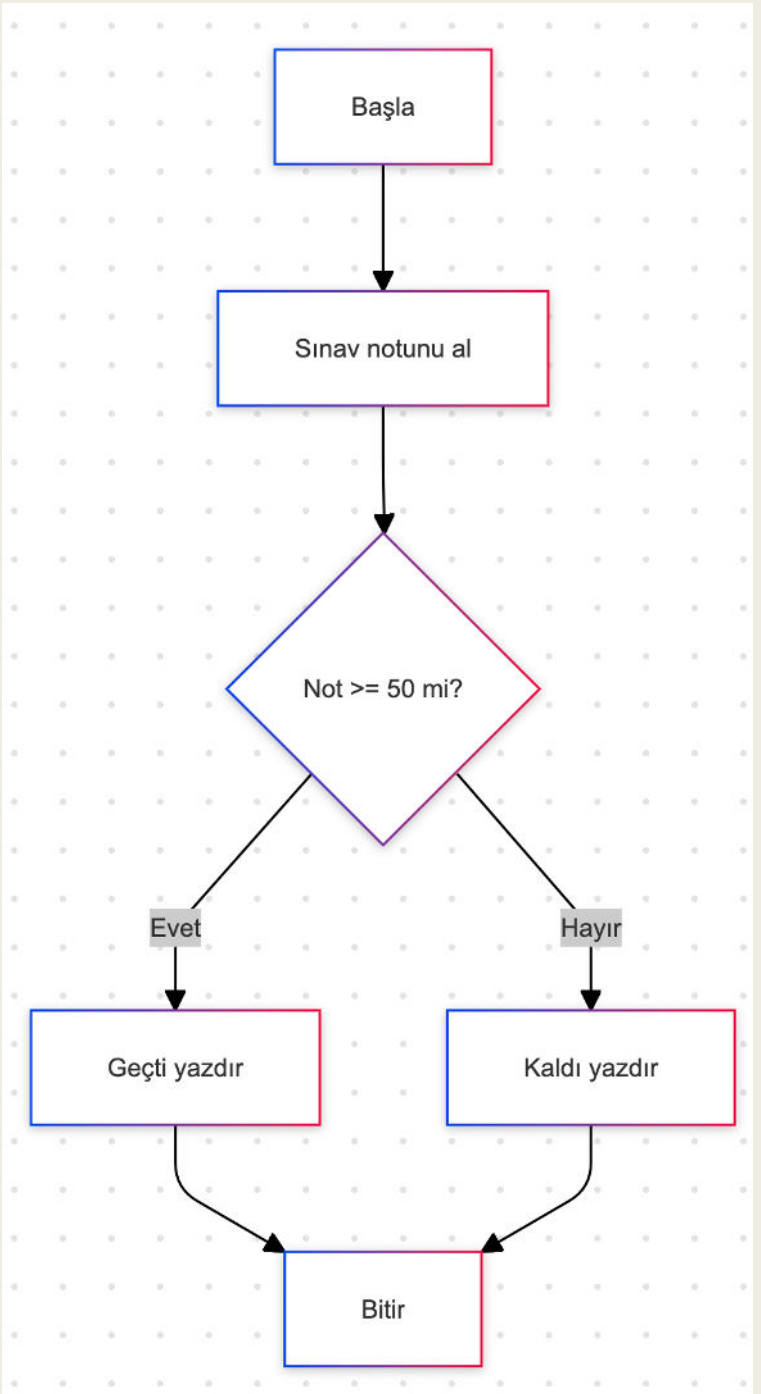 Başla
Sınav notunu al
Not >= 50 mi?
Evet
Hayır
Geçti yazdır
Kaldı yazdır
Bitir